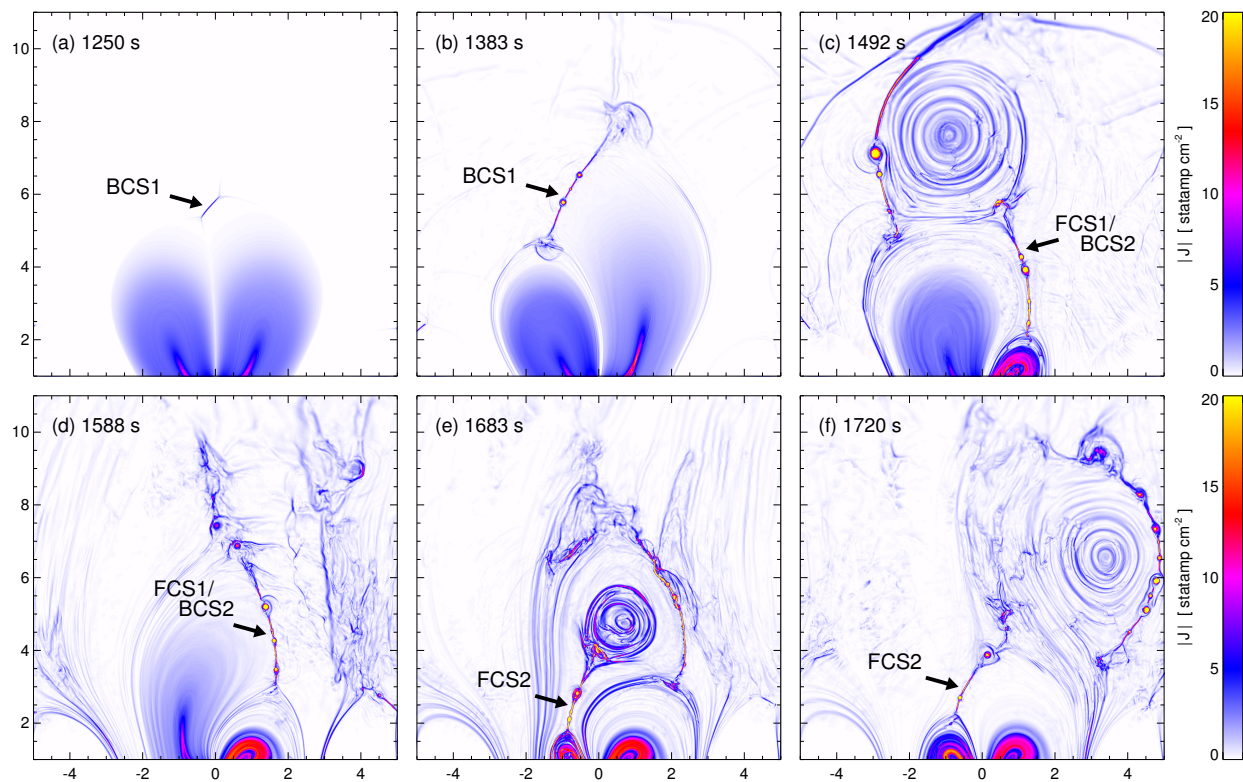 (a) 1250 s
(b) 1383 s
(c) 1492 s
BCS1
BCS1
FCS1/
BCS2
10
8
6
4
2
20
15
10
5
0
|J| [ statamp cm-2 ]
(d) 1588 s
(e) 1683 s
(f) 1720 s
FCS1/
BCS2
FCS2
FCS2
10
8
6
4
2
20
15
10
5
0
|J| [ statamp cm-2 ]
-4 -2 0 2 4
-4 -2 0 2 4
-4 -2 0 2 4